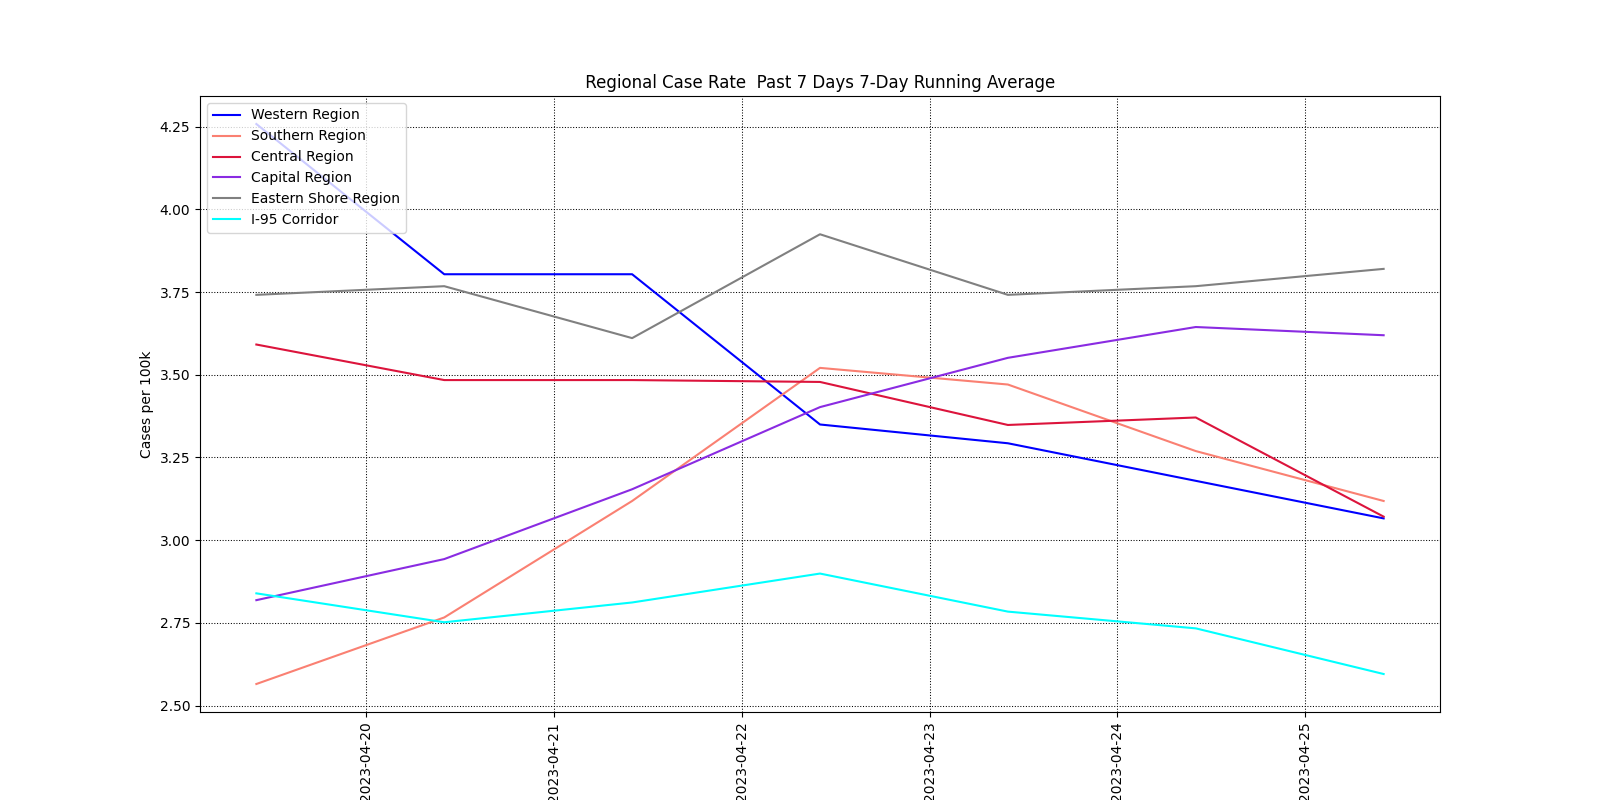 Regional Case Rate  Past 7 Days 7-Day Running Average
Western Region
Southern Region
Central Region
Capital Region
Eastern Shore Region
I-95 Corridor
Cases per 100k
4.25
4.00
3.75
3.50
3.25
3.00
2.75
2.50
2023-04-20
2023-04-21
2023-04-22
2023-04-23
2023-04-24
2023-04-25